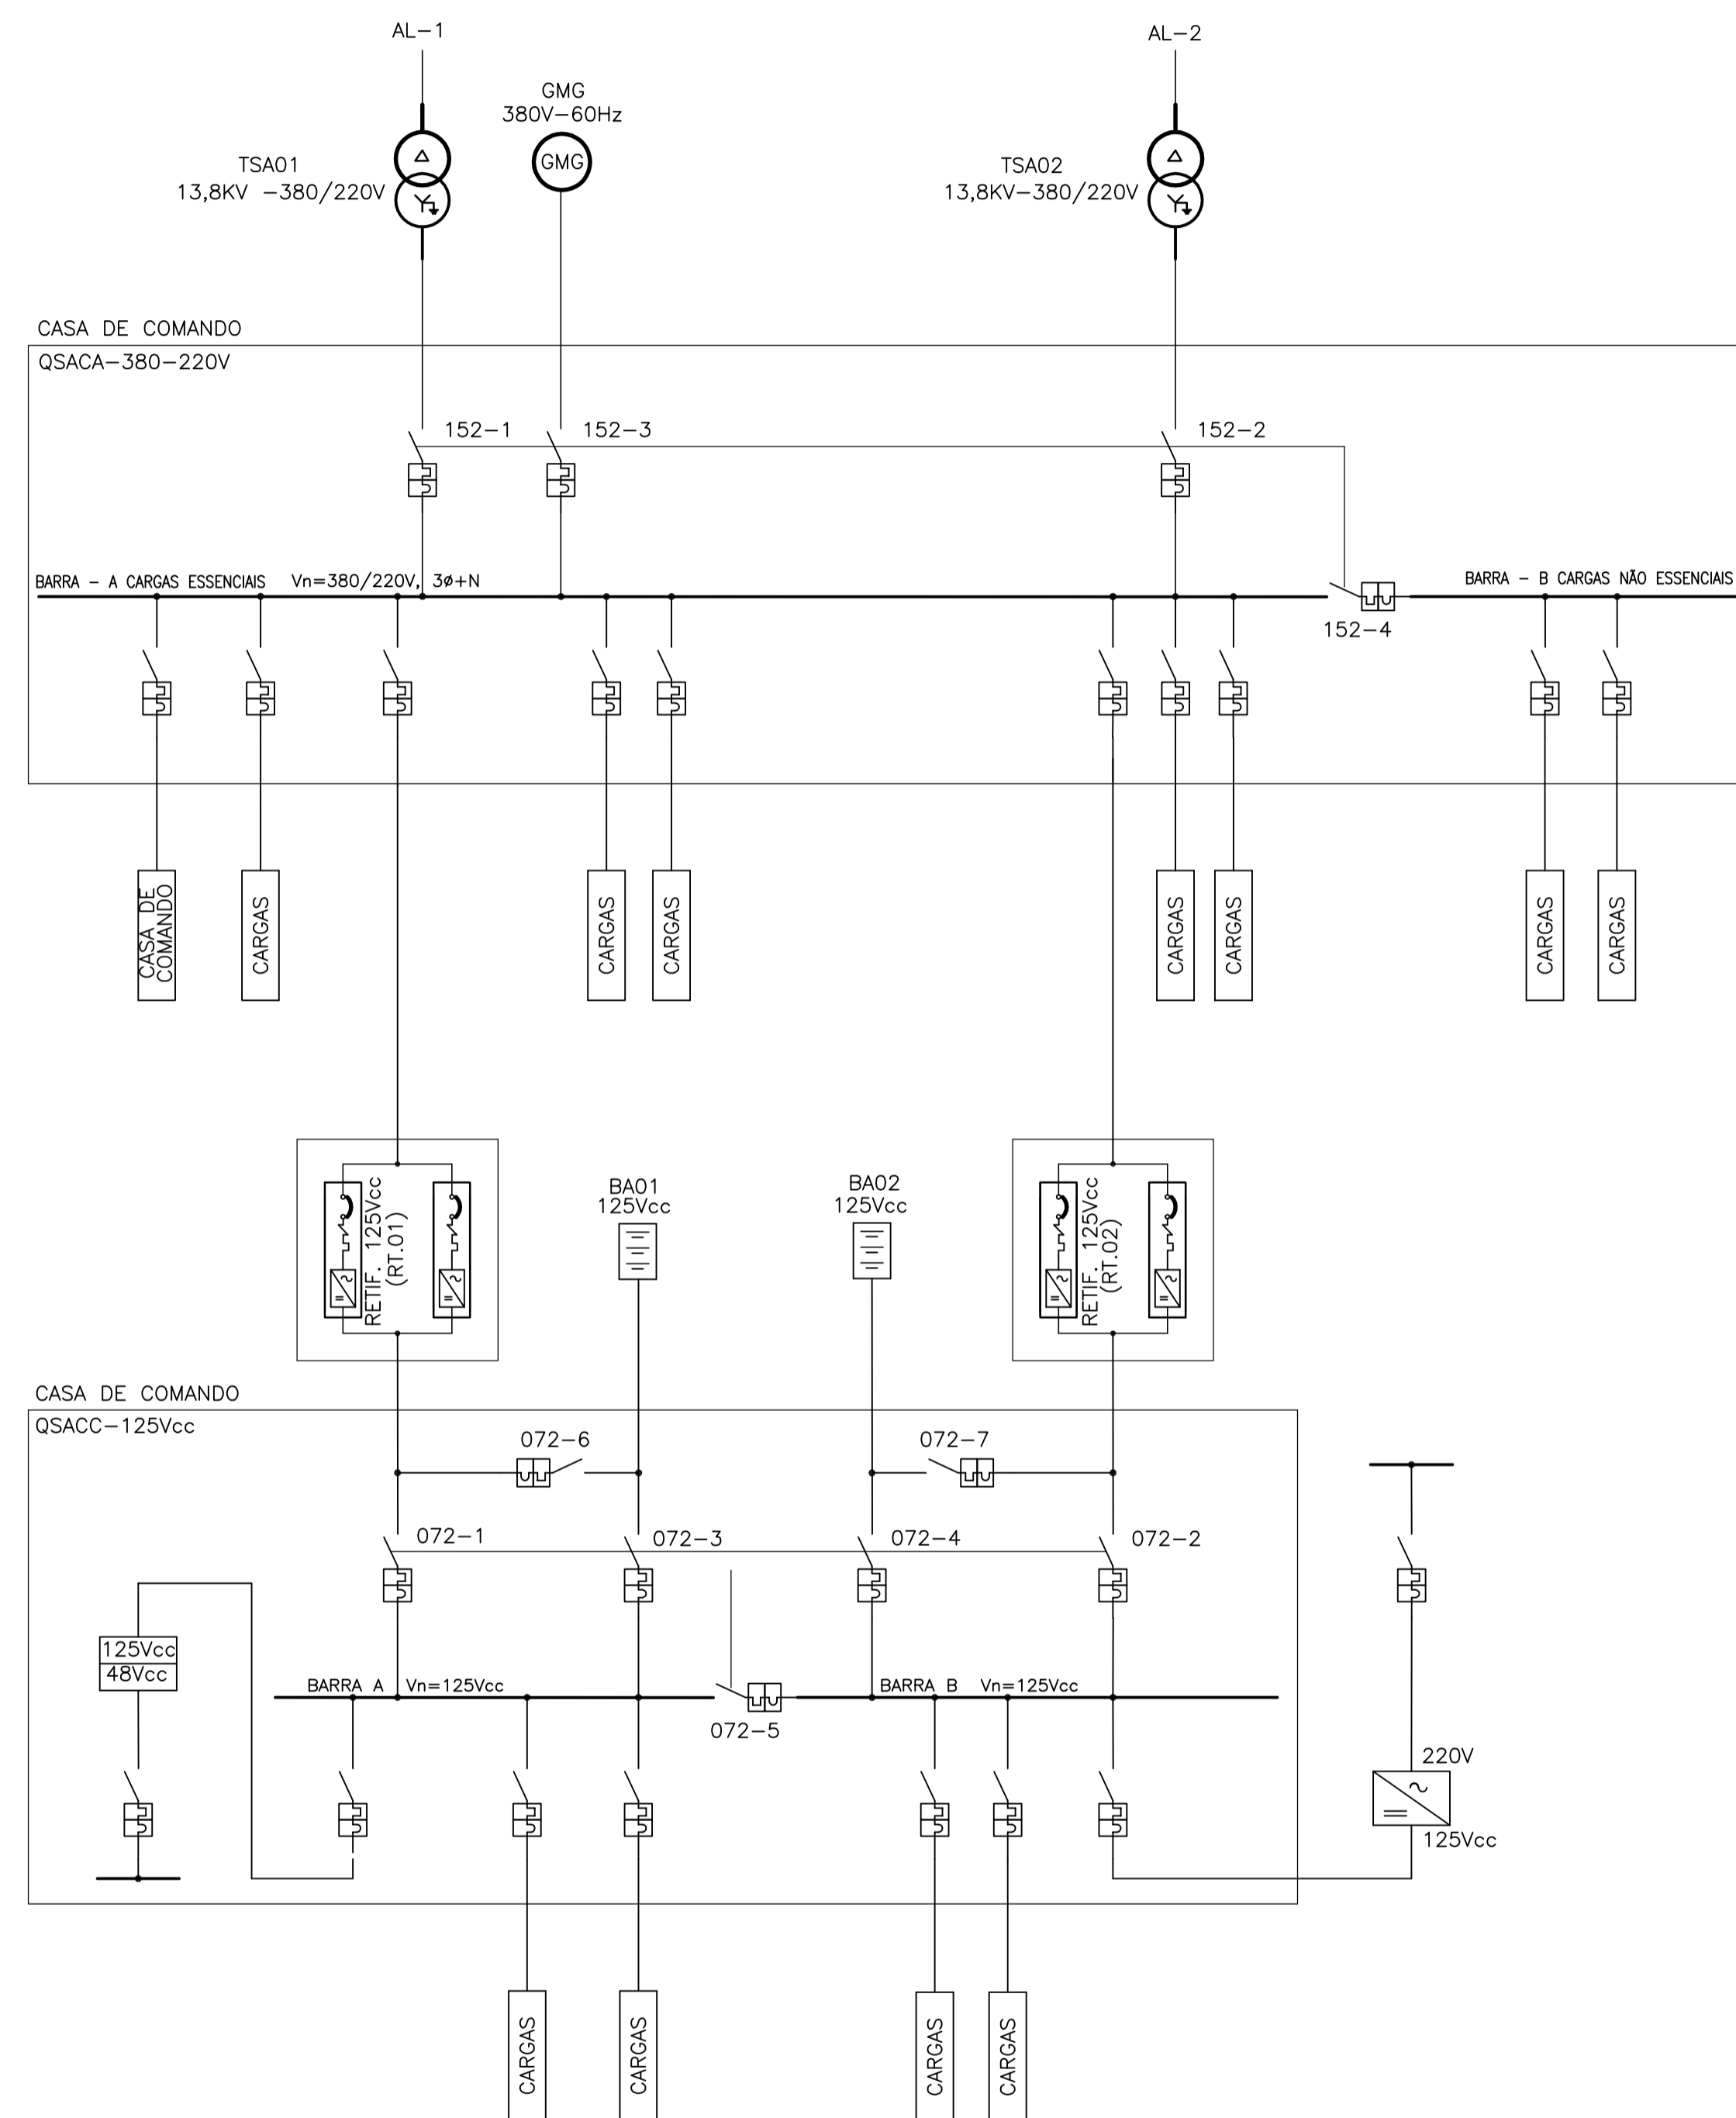 AL-1
AL-2
GMG
380V-60Hz
GMG
TSA01
13,8KV -380/220V
TSA02
13,8KV-380/220V
CASA DE COMANDO
QSACA-380-220V
152-1
152-3
152-2
BARRA - A CARGAS ESSENCIAIS Vn=380/220V, 3ø+N
BARRA - B CARGAS NÃO ESSENCIAIS
152-4
CASA DE
COMANDO
CARGAS
CARGAS
CARGAS
CARGAS
CARGAS
CARGAS
CARGAS
RETIF. 125Vcc
(RT.01)
BA01
125Vcc
BA02
125Vcc
RETIF. 125Vcc
(RT.02)
CASA DE COMANDO
QSACC-125Vcc
072-6
072-7
072-1
072-3
072-4
072-2
125Vcc
48Vcc
BARRA A Vn=125Vcc
BARRA B Vn=125Vcc
072-5
220V
125Vcc
CARGAS
CARGAS
CARGAS
CARGAS